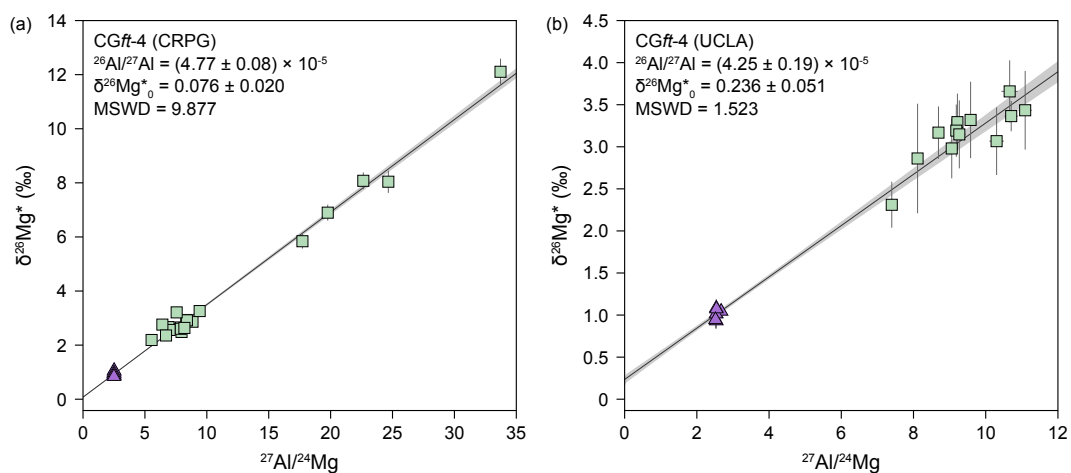 (a)
CGft-4 (CRPG)
²⁶Al/²⁷Al = (4.77 ± 0.08) × 10⁻⁵
δ²⁶Mg*₀ = 0.076 ± 0.020
MSWD = 9.877
14
12
10
8
6
4
2
0
δ²⁶Mg* (‰)
0 5 10 15 20 25 30 35
²⁷Al/²⁴Mg
(b)
CGft-4 (UCLA)
²⁶Al/²⁷Al = (4.25 ± 0.19) × 10⁻⁵
δ²⁶Mg*₀ = 0.236 ± 0.051
MSWD = 1.523
4.5
4.0
3.5
3.0
2.5
2.0
1.5
1.0
0.5
0.0
δ²⁶Mg* (‰)
0 2 4 6 8 10 12
²⁷Al/²⁴Mg